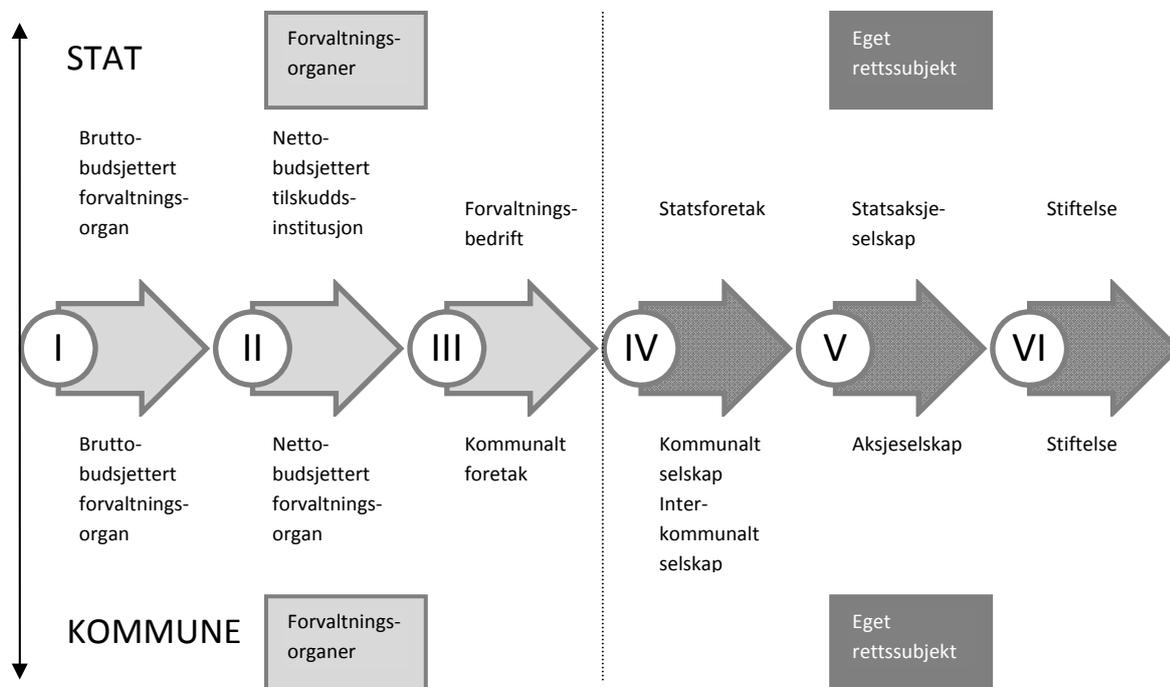 STAT
Forvaltnings-
organer
Eget
rettssubjekt
Brutto-
budsjettert
forvaltnings-
organ
Netto-
budsjettert
tilskudds-
institusjon
Forvaltnings-
bedrift
Statsforetak
Statsaksje-
selskap
Stiftelse
I
II
III
IV
V
VI
Brutto-
budsjettert
forvaltnings-
organ
Netto-
budsjettert
forvaltnings-
organ
Kommunalt
foretak
Kommunalt
selskap
Inter-
kommunalt
selskap
Aksjeselskap
Stiftelse
KOMMUNE
Forvaltnings-
organer
Eget
rettssubjekt